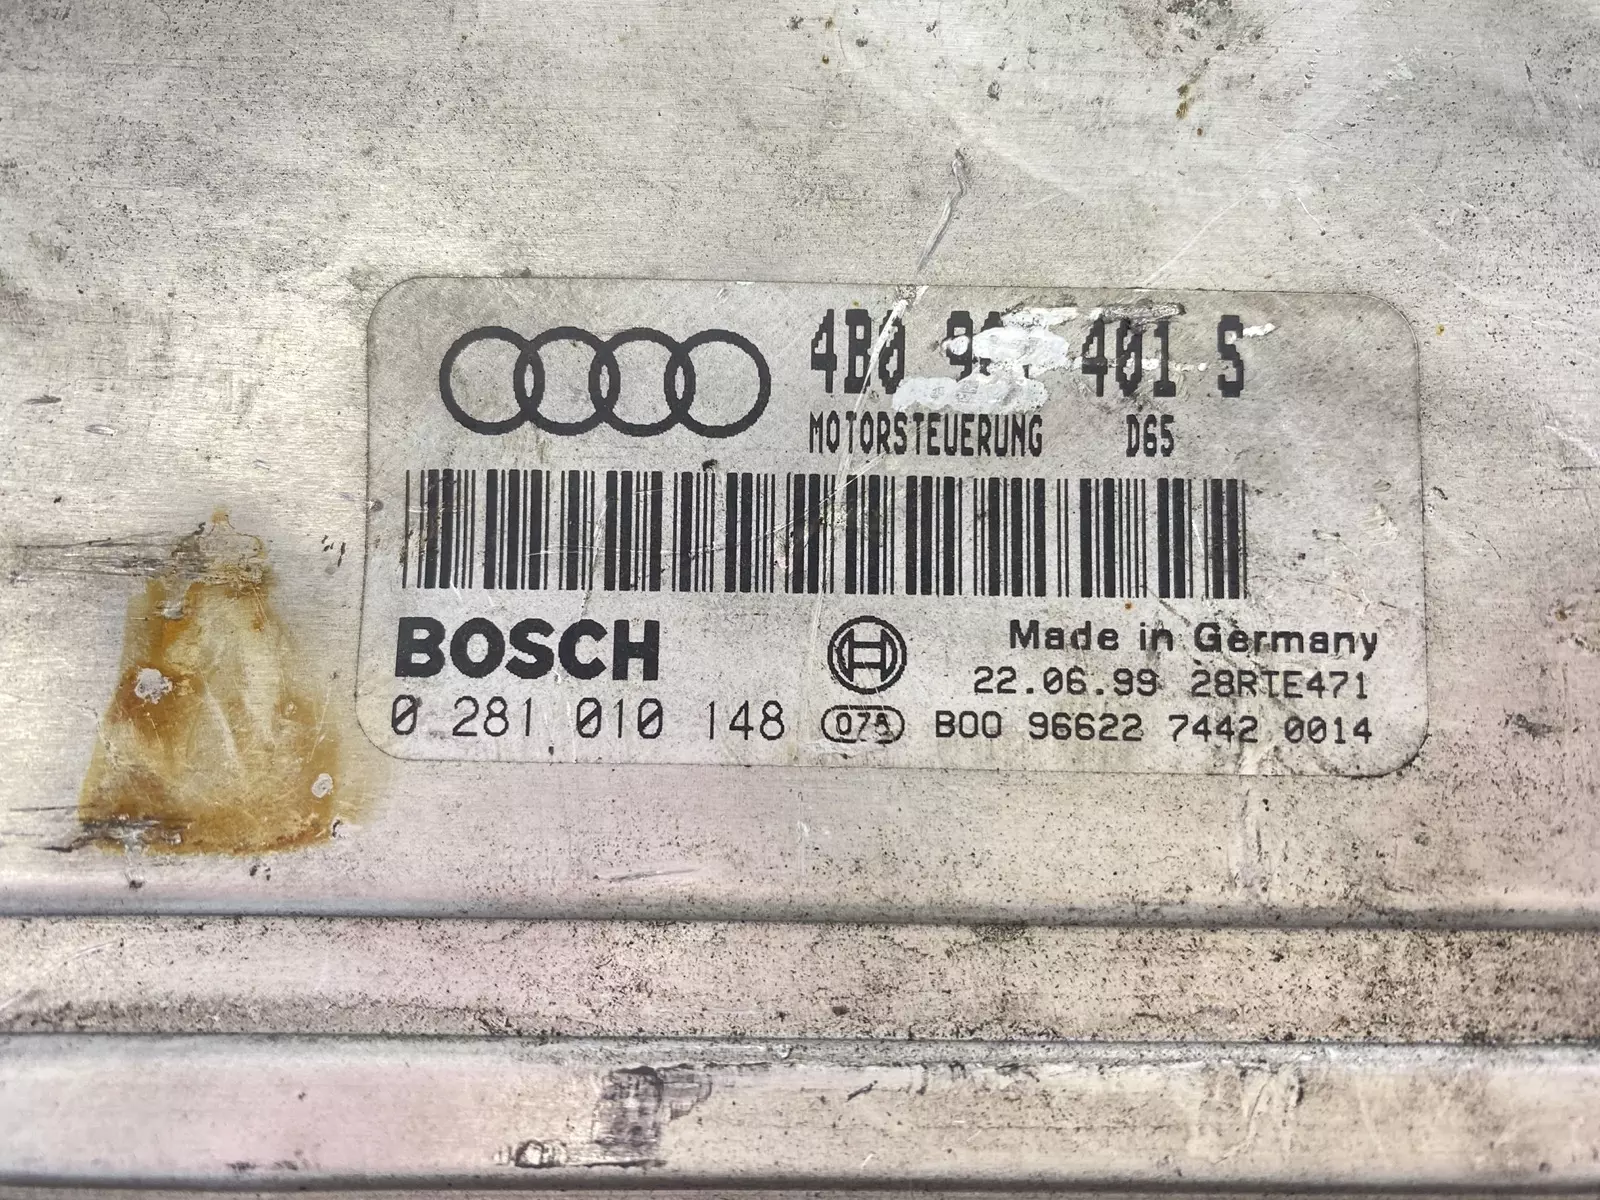 4B0 401 S
MOTORSTEUERUNG D65
BOSCH
Made in Germany
22.06.99 28RTE471
0 281 010 148
B00 96622 7442 0014